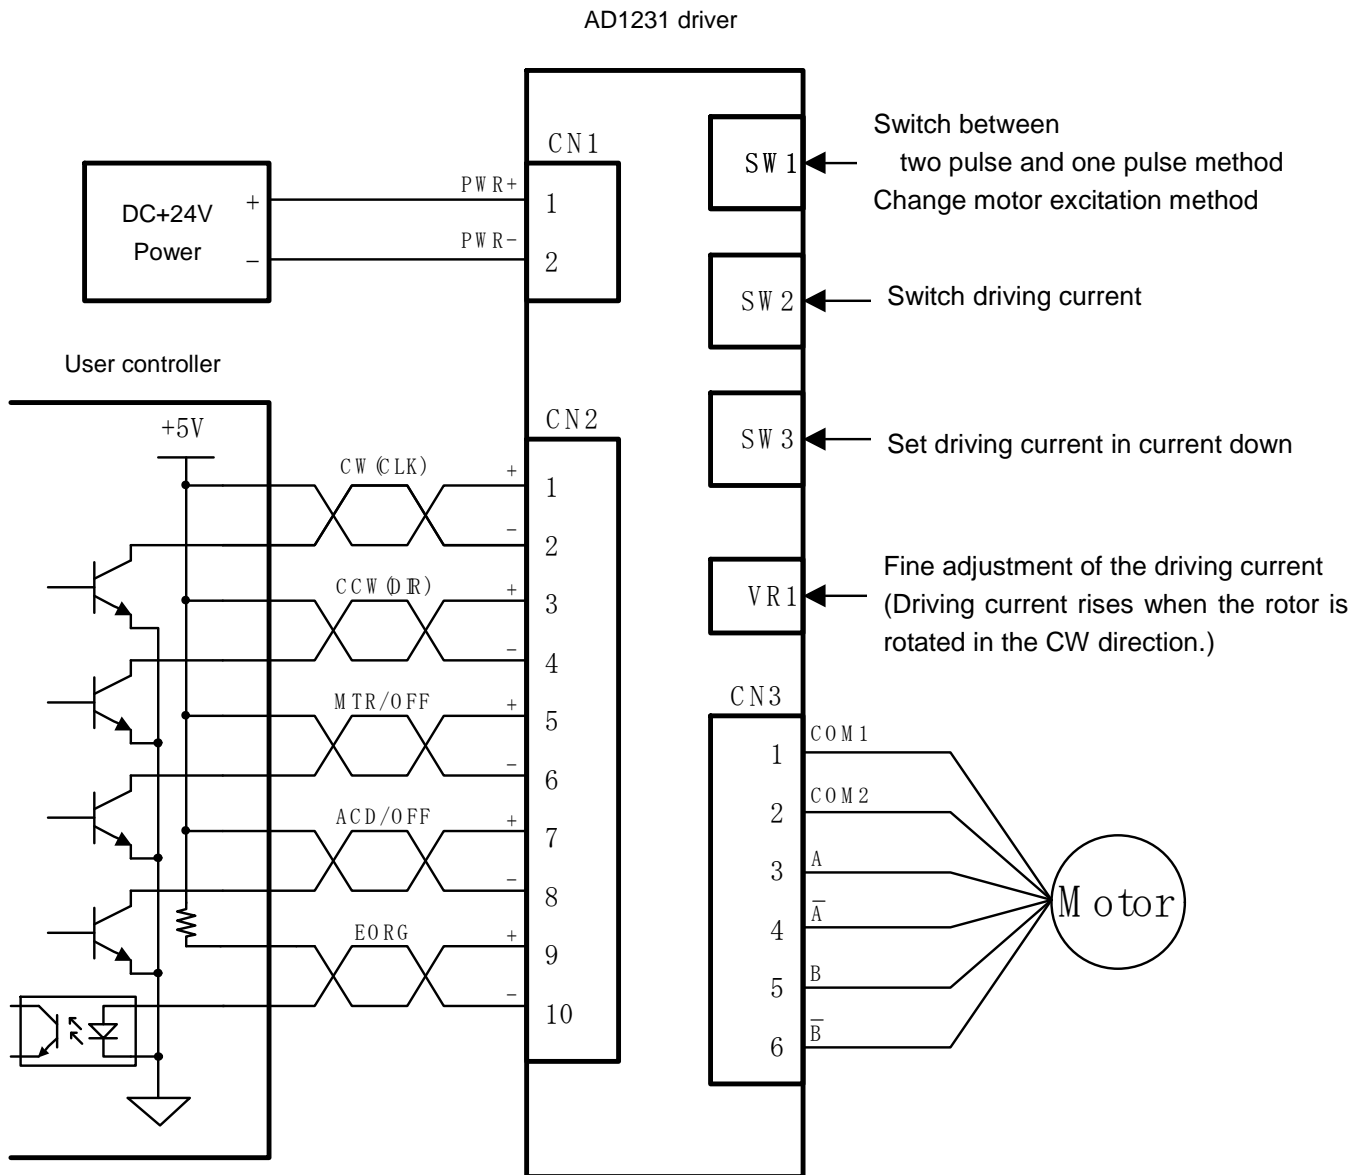 AD1231 driver
CN1
DC+24V
Power
+
−
PWR+
PWR-
1
2
SW1
Switch between
two pulse and one pulse method
Change motor excitation method
SW2
Switch driving current
SW3
Set driving current in current down
VR1
Fine adjustment of the driving current
(Driving current rises when the rotor is
rotated in the CW direction.)
User controller
+5V
CN2
CW(CLK)
+
1
−
2
CCW(DIR)
+
3
−
4
MTR/OFF
+
5
−
6
ACD/OFF
+
7
−
8
EORG
+
9
−
10
CN3
1
COM1
2
COM2
3
A
4
A̅
5
B
6
B̅
Motor